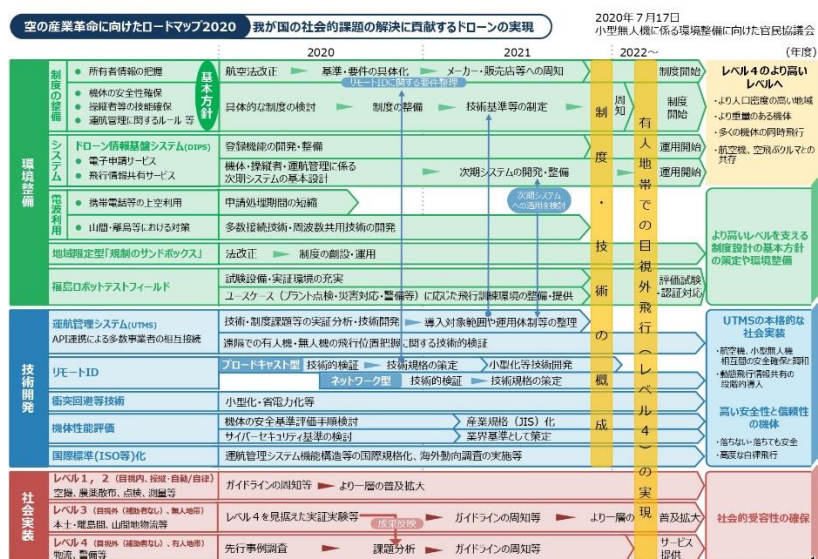 空の産業革命に向けたロードマップ2020
我が国の社会的課題の解決に貢献するドローンの実現
2020年7月17日
小型無人機に係る環境整備に向けた官民協議会
2020
2021
2022～
(年度)
環境整備
制度の整備
● 所有者情報の把握
● 機体の安全性確保
● 操縦者等の技能確保
● 運航管理に関するルール 等
基本方針
航空法改正
基準・要件の具体化
メーカー・販売店等への周知
制度開始
リモートIDに関する要件整理
具体的な制度の検討
制度の整備
技術基準等の制定
周知
制度開始
システム
ドローン情報基盤システム(DIPS)
● 電子申請サービス
● 飛行情報共有サービス
登録機能の開発・整備
運用開始
機体・操縦者・運航管理に係る
次期システムの基本設計
次期システムの開発・整備
運用開始
電波利用
● 携帯電話等の上空利用
申請処理期間の短縮
次期システム
への活用を検討
● 山間・離島等における対策
多数接続技術・周波数共用技術の開発
地域限定型「規制のサンドボックス」
法改正
制度の創設・運用
福島ロボットテストフィールド
試験設備・実証環境の充実
ユースケース（プラント点検・災害対応・警備等）に応じた飛行訓練環境の整備・提供
評価試験
・認証対応
制度・技術の概成
有人地帯での目視外飛行（レベル4）の実現
レベル4のより高い
レベルへ
・より人口密度の高い地域
・より重量のある機体
・多くの機体の同時飛行
・航空機、空飛ぶクルマとの
共存
より高いレベルを支える
制度設計の基本方針
の策定や環境整備
技術開発
運航管理システム(UTMS)
API連携による多数事業者の相互接続
技術・制度課題等の実証分析・技術開発
導入対象範囲や運用体制等の整理
遠隔での有人機・無人機の飛行位置把握に関する技術的検証
リモートID
ブロードキャスト型
技術的検証
技術規格の策定
小型化等技術開発
ネットワーク型
技術的検証
技術規格の策定
衝突回避等技術
小型化・省電力化等
機体性能評価
機体の安全基準評価手順検討
産業規格（JIS）化
サイバーセキュリティ基準の検討
業界基準として策定
国際標準(ISO等)化
運航管理システム機能構造等の国際規格化、海外動向調査の実施等
UTMSの本格的な
社会実装
・航空機、小型無人機
相互間の安全確保と調和
・動態飛行情報共有の
段階的導入
高い安全性と信頼性
の機体
・落ちない・落ちても安全
・高度な自律飛行
社会実装
レベル1，2（目視内、操縦・自動/自律）
空撮、農薬散布、点検、測量等
ガイドラインの周知等
より一層の普及拡大
レベル3（目視外（補助者なし）、無人地帯）
本土・離島間、山間地物流等
レベル4を見据えた実証実験等
ガイドラインの周知等
より一層の
普及拡大
成果反映
レベル4（目視外（補助者なし）、有人地帯）
物流、警備等
先行事例調査
課題分析
ガイドラインの周知等
サービス
提供
社会的受容性の確保